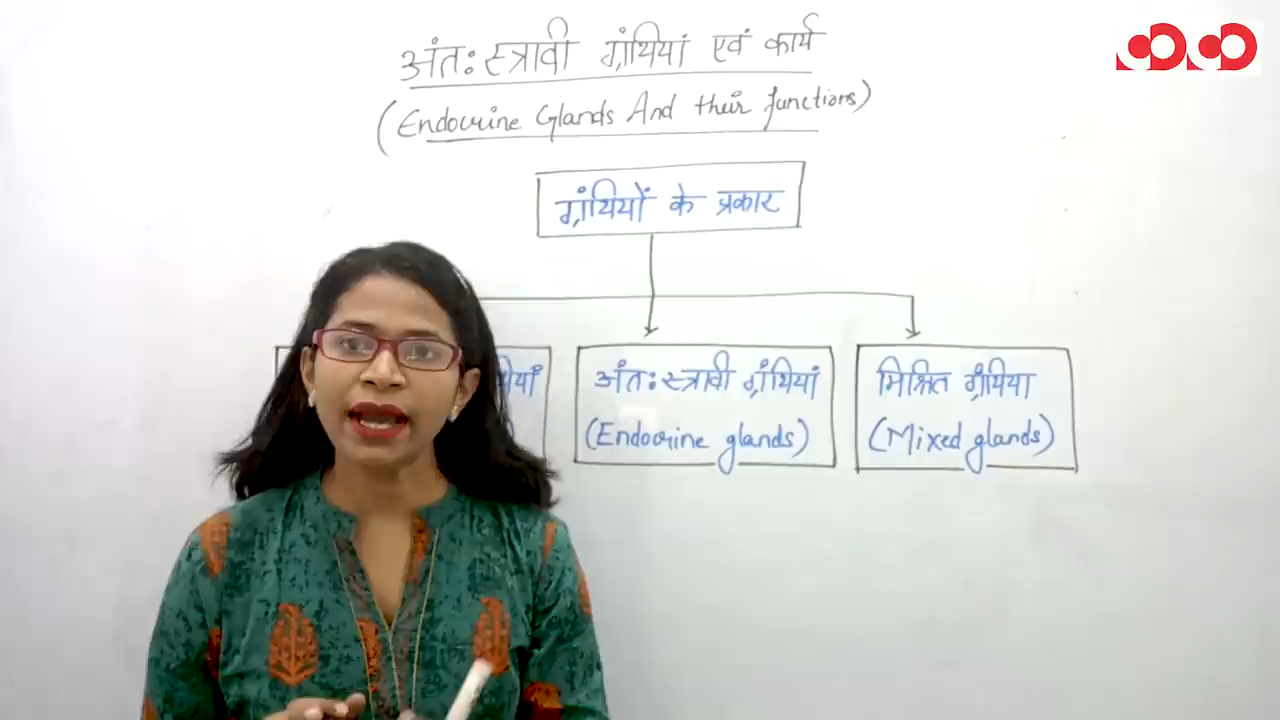 अंतः स्त्रावी ग्रंथियां एवं कार्य
(Endocrine Glands And their functions)
ग्रंथियों के प्रकार
अंतः स्त्रावी ग्रंथियां
(Endocrine glands)
मिश्रित ग्रंथिया
(Mixed glands)